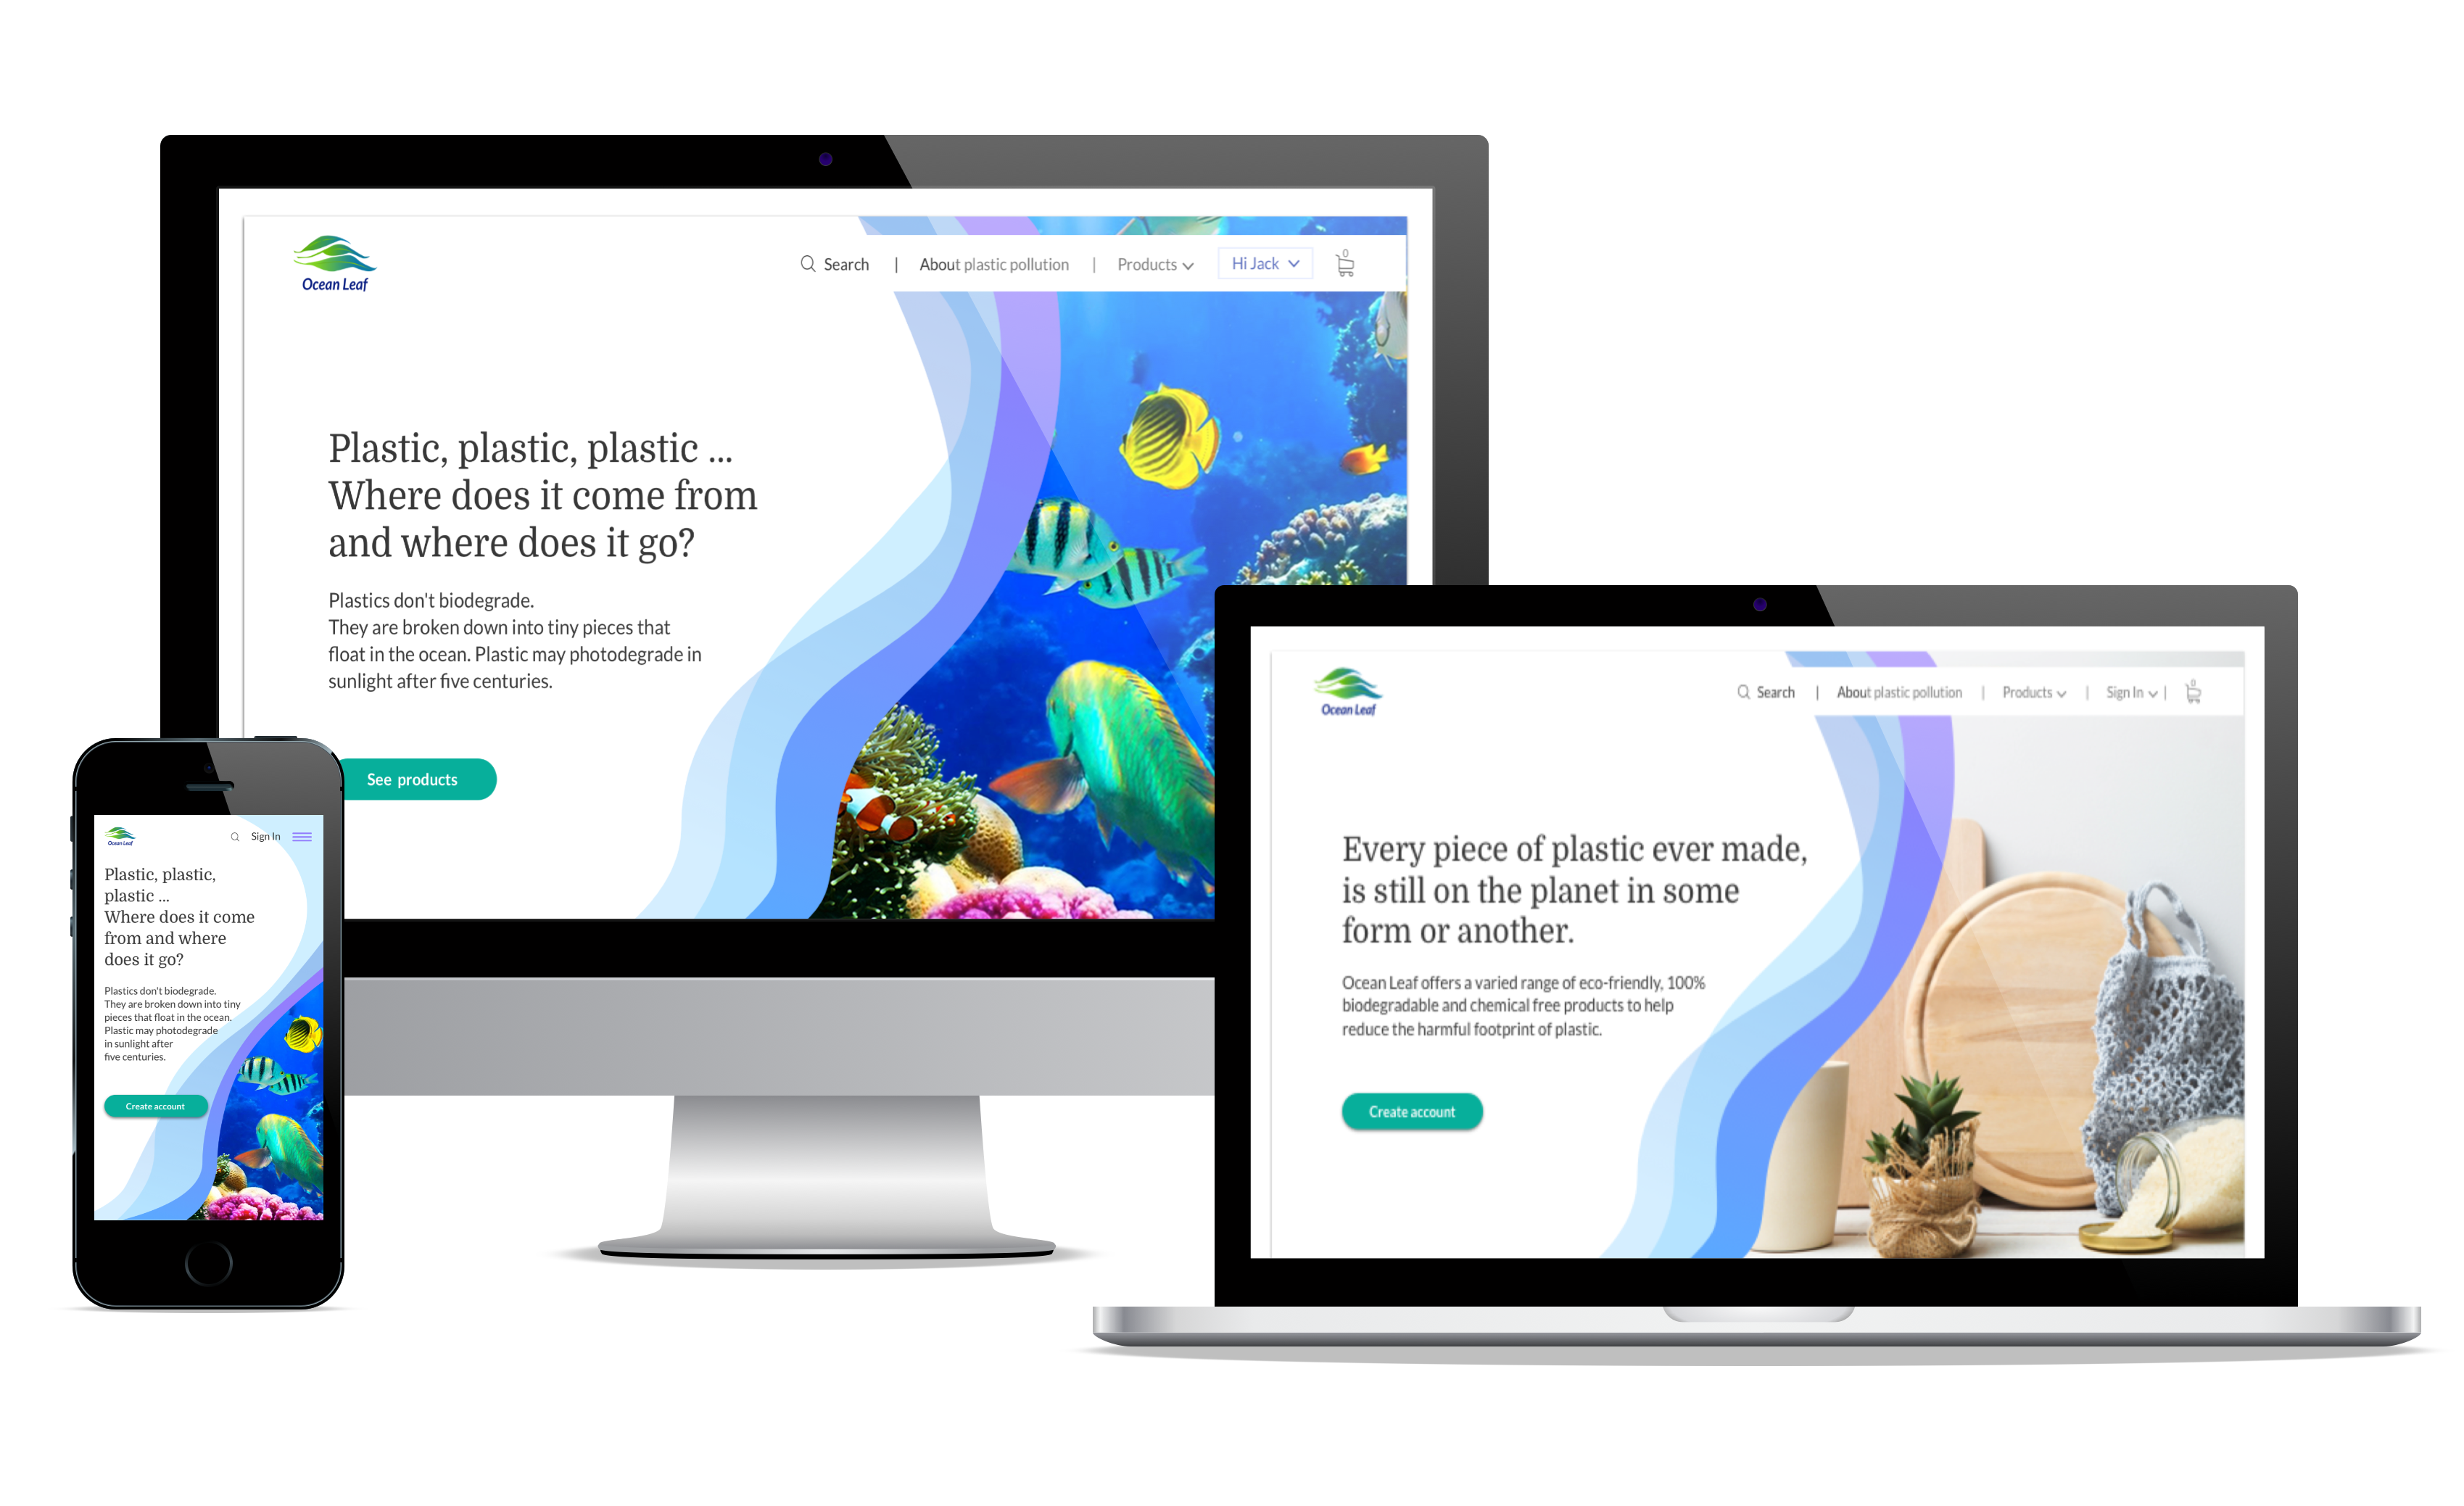 Ocean Leaf
Search | About plastic pollution | Products Hi Jack 0
Plastic, plastic, plastic ...
Where does it come from
and where does it go?
Plastics don't biodegrade.
They are broken down into tiny pieces that
float in the ocean. Plastic may photodegrade in
sunlight after five centuries.
See products
Ocean Leaf
Sign In
Plastic, plastic,
plastic ...
Where does it come
from and where
does it go?
Plastics don't biodegrade.
They are broken down into tiny
pieces that float in the ocean.
Plastic may photodegrade
in sunlight after
five centuries.
Create account
Ocean Leaf
Search | About plastic pollution | Products | Sign In | 0
Every piece of plastic ever made,
is still on the planet in some
form or another.
Ocean Leaf offers a varied range of eco-friendly, 100%
biodegradable and chemical free products to help
reduce the harmful footprint of plastic.
Create account